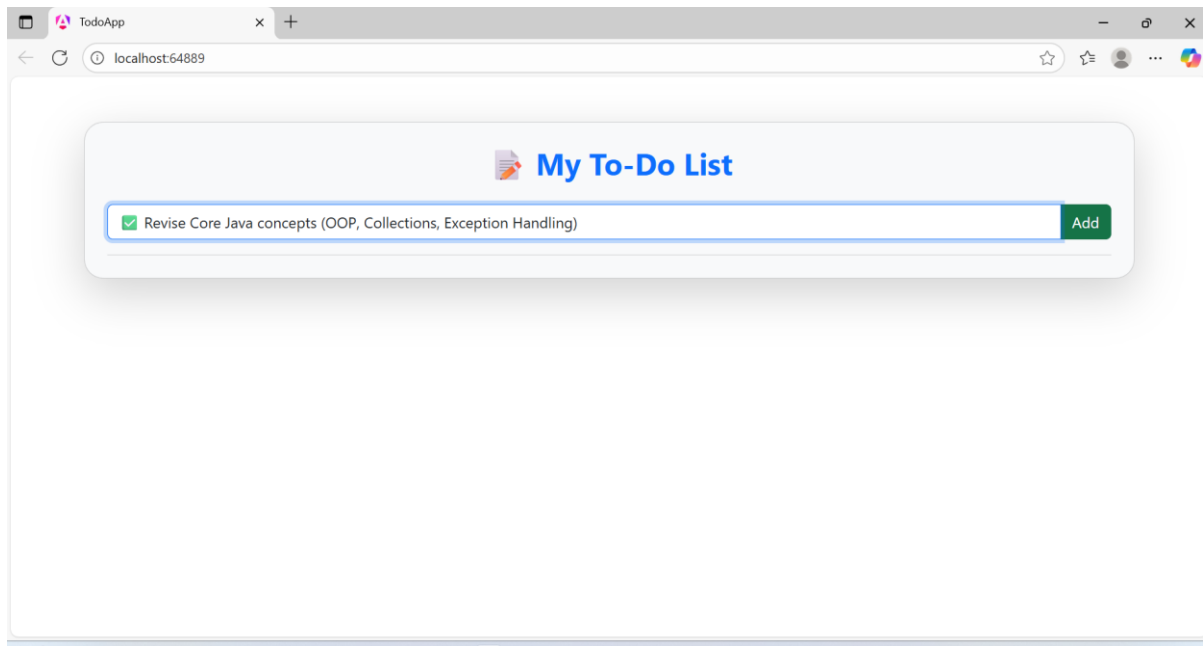 TodoApp
localhost:64889
📝 My To-Do List
✅ Revise Core Java concepts (OOP, Collections, Exception Handling)
Add